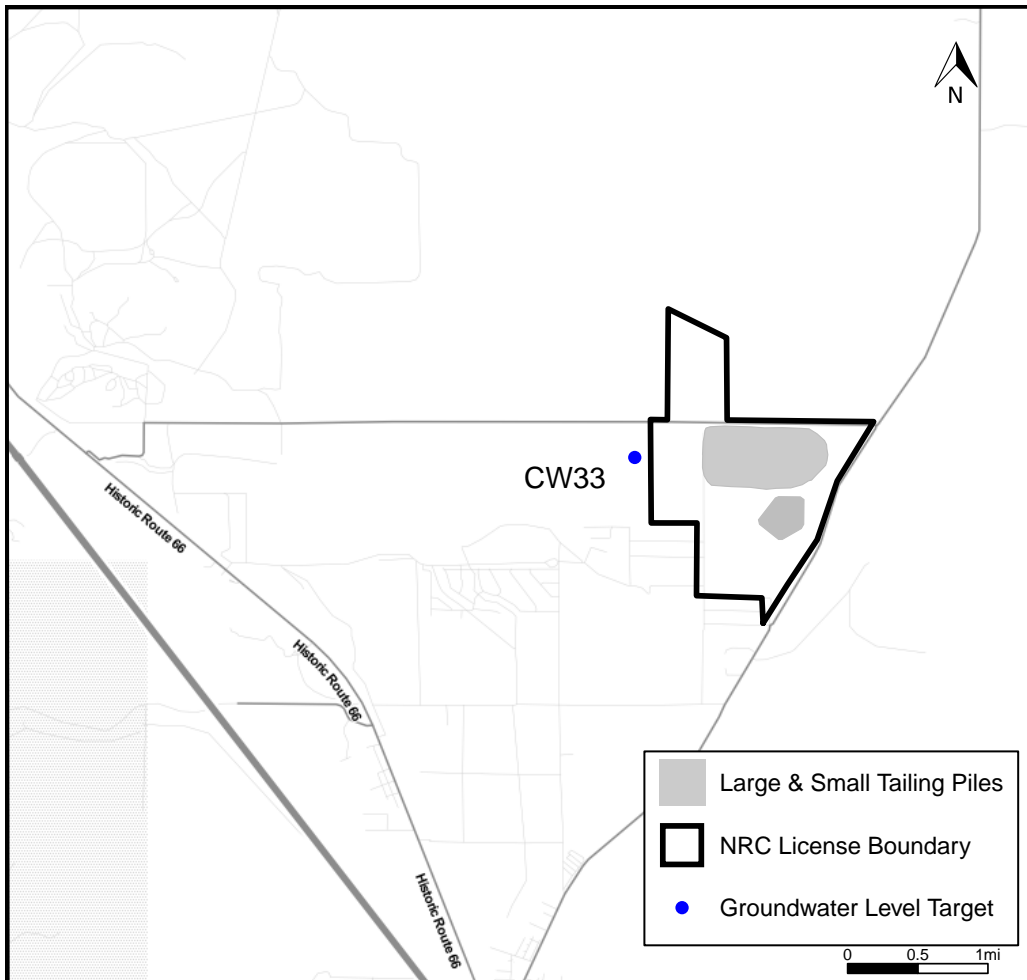 N
CW33
Historic Route 66
Historic Route 66
Historic Route 66
Large & Small Tailing Piles
NRC License Boundary
Groundwater Level Target
0 0.5 1mi